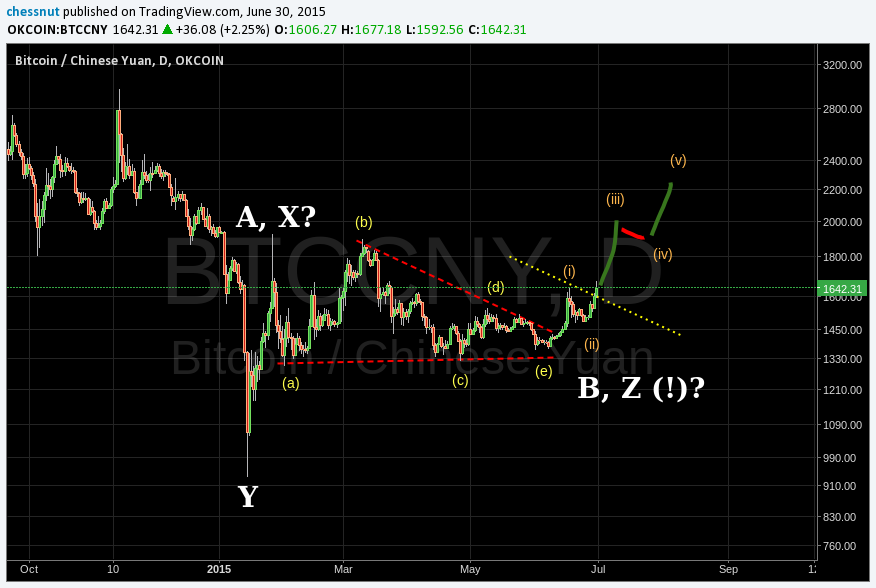 chessnut published on TradingView.com, June 30, 2015
OKCOIN:BTCCNY 1642.31 ▲ +36.08 (+2.25%) O:1606.27 H:1677.18 L:1592.56 C:1642.31
Bitcoin / Chinese Yuan, D, OKCOIN
3200.00
2800.00
2400.00
(v)
2200.00
(iii)
A, X?
(b)
2000.00
BTCCNY, D
(iv)
1800.00
(i)
(d)
1642.31
1600.00
1450.00
(ii)
Bitcoin / Chinese Yuan
1330.00
(a)
(c)
(e)
B, Z (!)?
1210.00
1090.00
990.00
Y
910.00
830.00
760.00
Oct
10
2015
Mar
May
Jul
Sep